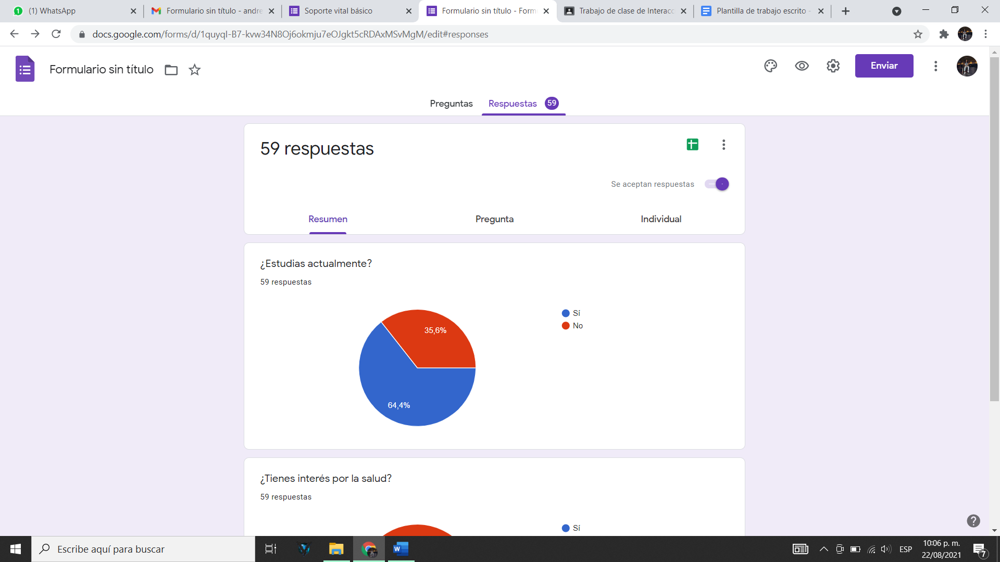 (1) WhatsApp
Formulario sin título - andre
Soporte vital básico
Formulario sin título - Form
Trabajo de clase de Interacc
Plantilla de trabajo escrito -
docs.google.com/forms/d/1quyqI-B7-kvw34N8Oj6okmju7eOJgkt5cRDAxMSvMgM/edit#responses
Formulario sin título
Enviar
Preguntas
Respuestas 59
59 respuestas
Se aceptan respuestas
Resumen
Pregunta
Individual
¿Estudias actualmente?
59 respuestas
Sí
No
35,6%
64,4%
¿Tienes interés por la salud?
59 respuestas
Sí
Escribe aquí para buscar
ESP
10:06 p. m.
22/08/2021
7